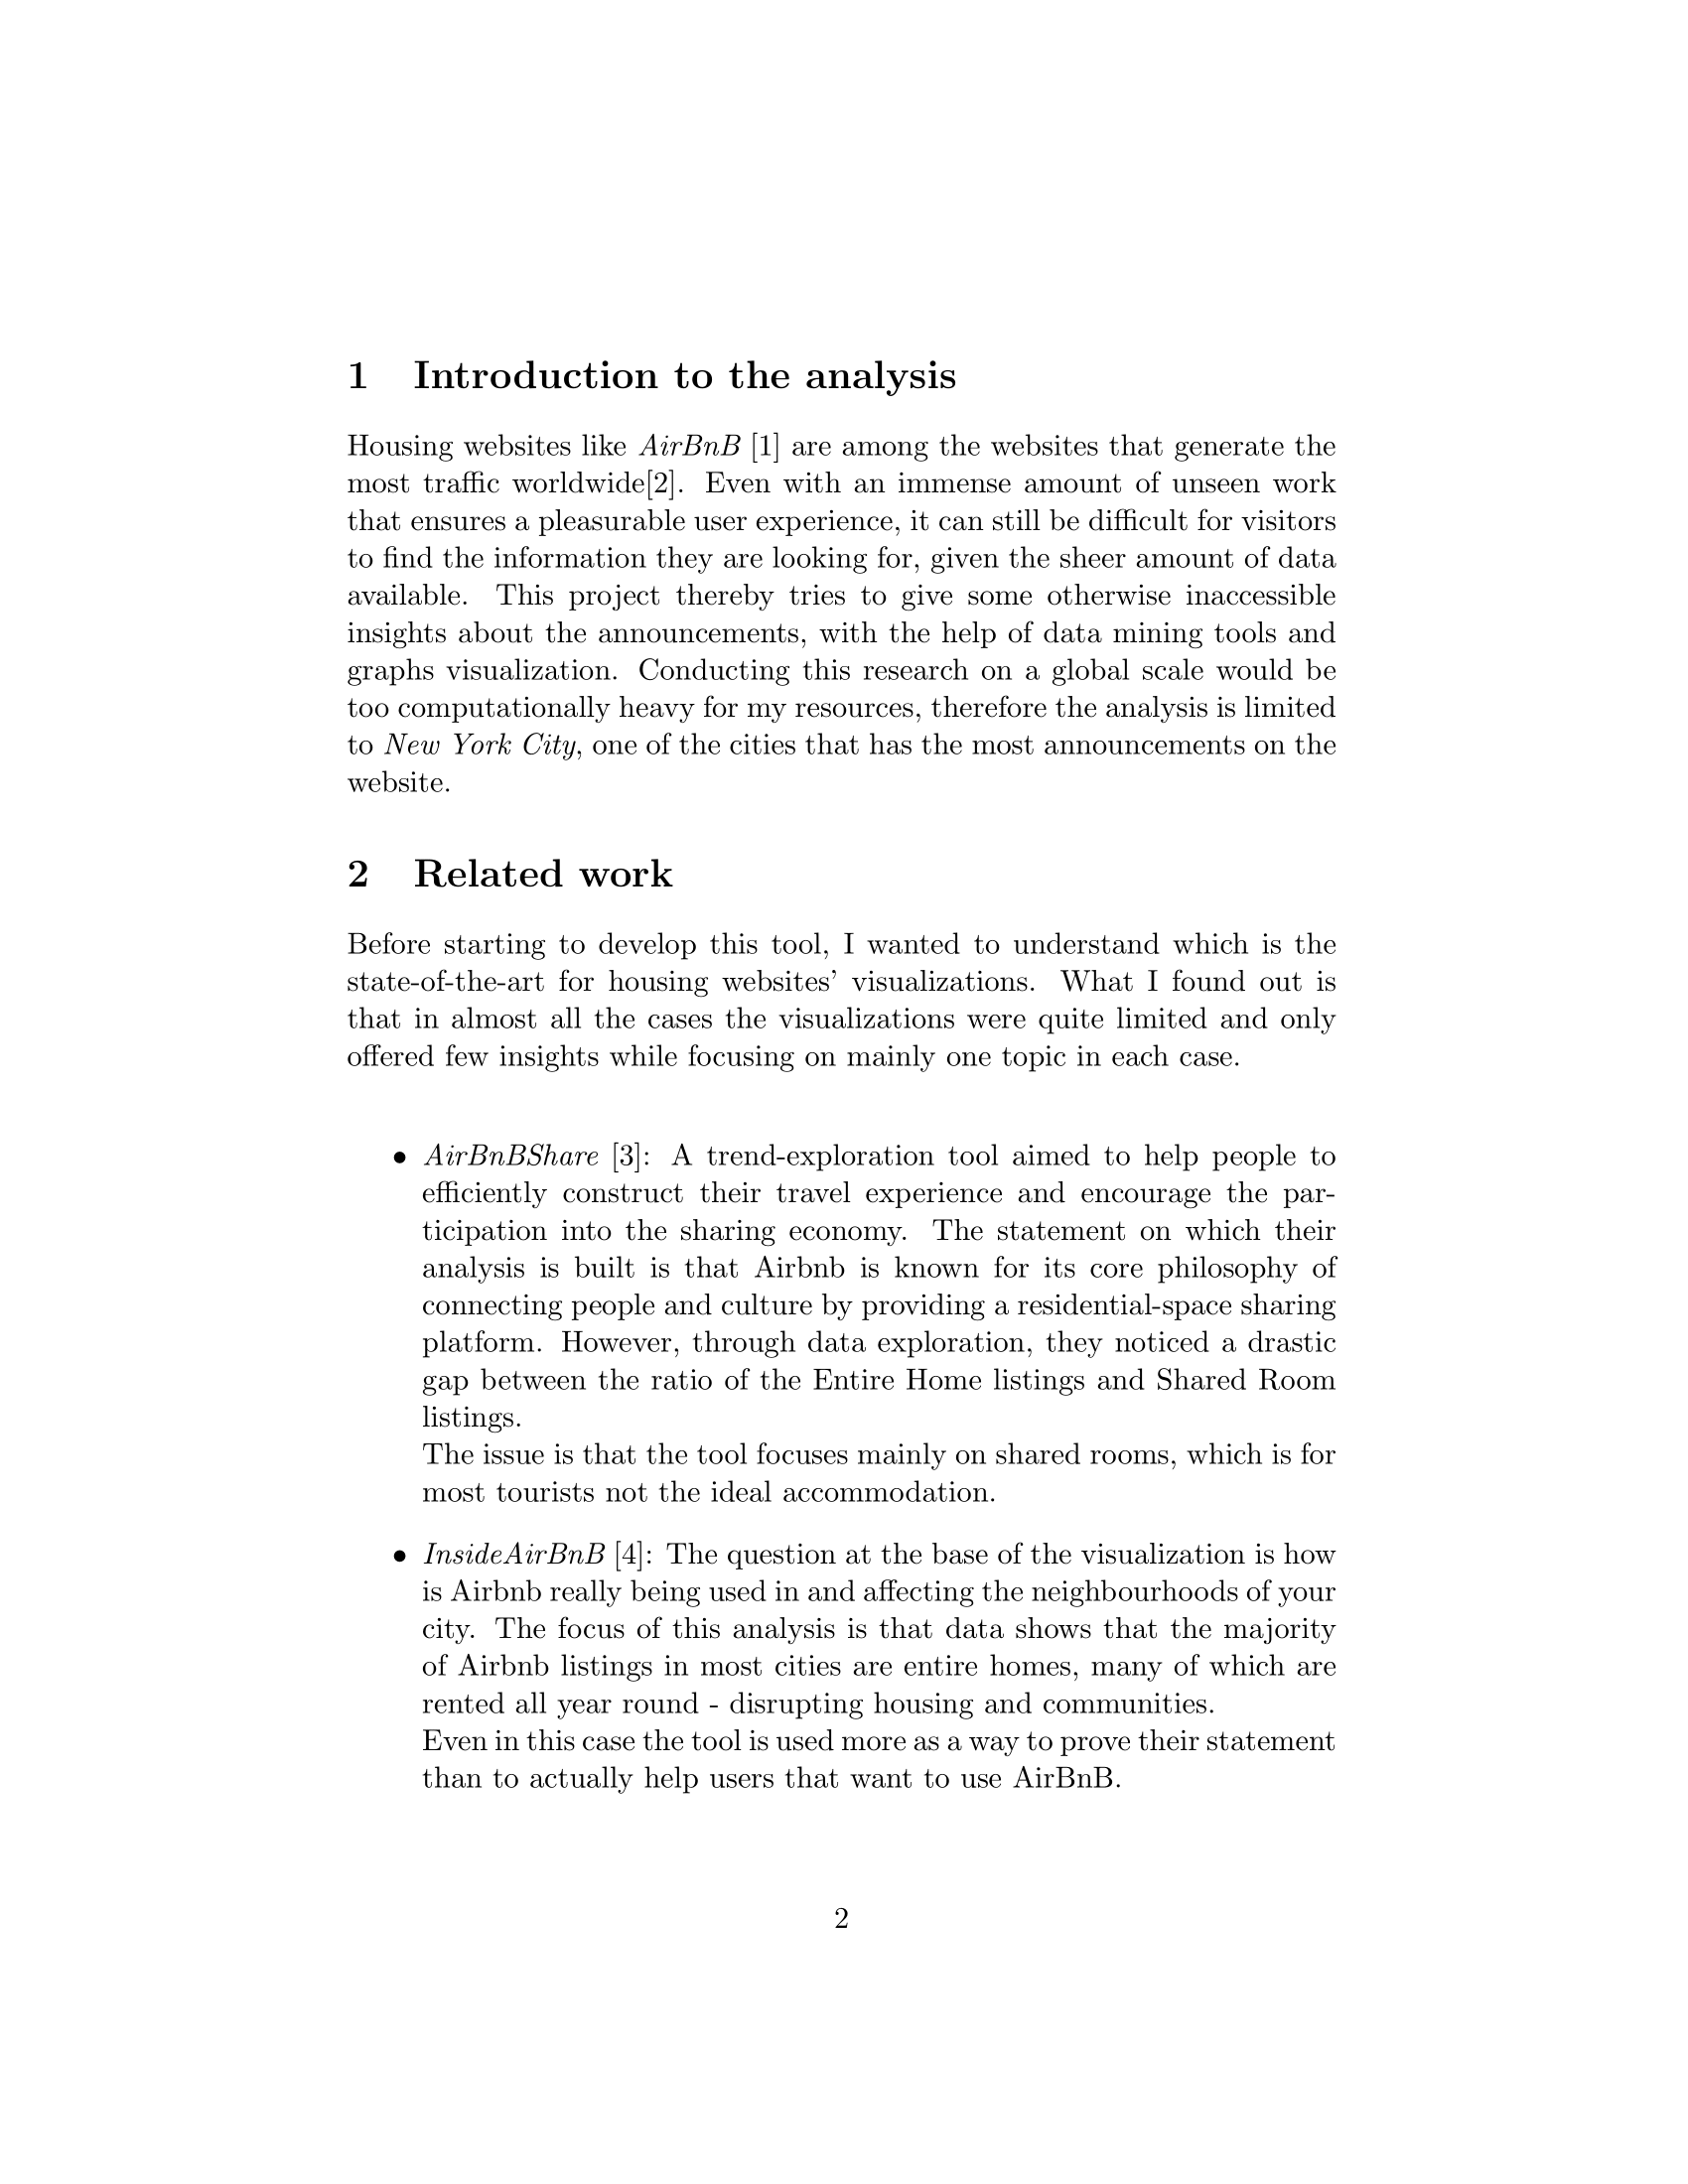 1 Introduction to the analysis
Housing websites like AirBnB [1] are among the websites that generate the
most traffic worldwide[2]. Even with an immense amount of unseen work
that ensures a pleasurable user experience, it can still be difficult for visitors
to find the information they are looking for, given the sheer amount of data
available. This project thereby tries to give some otherwise inaccessible
insights about the announcements, with the help of data mining tools and
graphs visualization. Conducting this research on a global scale would be
too computationally heavy for my resources, therefore the analysis is limited
to New York City, one of the cities that has the most announcements on the
website.
2 Related work
Before starting to develop this tool, I wanted to understand which is the
state-of-the-art for housing websites' visualizations. What I found out is
that in almost all the cases the visualizations were quite limited and only
offered few insights while focusing on mainly one topic in each case.
• AirBnBShare [3]: A trend-exploration tool aimed to help people to
efficiently construct their travel experience and encourage the par-
ticipation into the sharing economy. The statement on which their
analysis is built is that Airbnb is known for its core philosophy of
connecting people and culture by providing a residential-space sharing
platform. However, through data exploration, they noticed a drastic
gap between the ratio of the Entire Home listings and Shared Room
listings.
The issue is that the tool focuses mainly on shared rooms, which is for
most tourists not the ideal accommodation.
• InsideAirBnB [4]: The question at the base of the visualization is how
is Airbnb really being used in and affecting the neighbourhoods of your
city. The focus of this analysis is that data shows that the majority
of Airbnb listings in most cities are entire homes, many of which are
rented all year round - disrupting housing and communities.
Even in this case the tool is used more as a way to prove their statement
than to actually help users that want to use AirBnB.
2